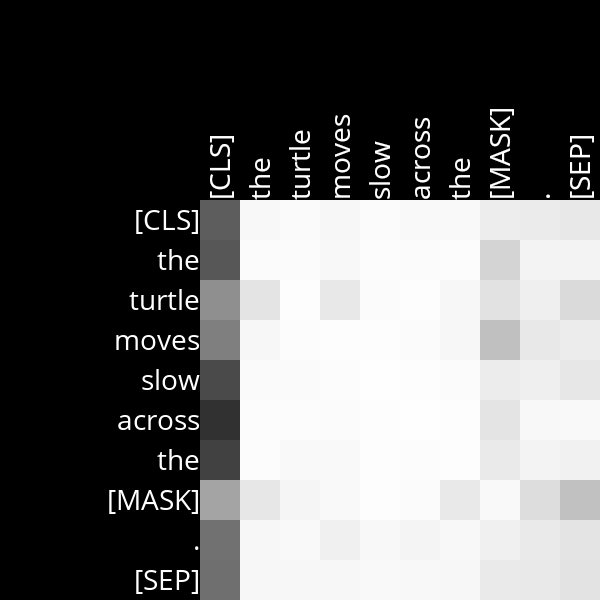 [CLS]
the
turtle
moves
slow
across
the
[MASK]
.
[SEP]
[CLS]
the
turtle
moves
slow
across
the
[MASK]
.
[SEP]